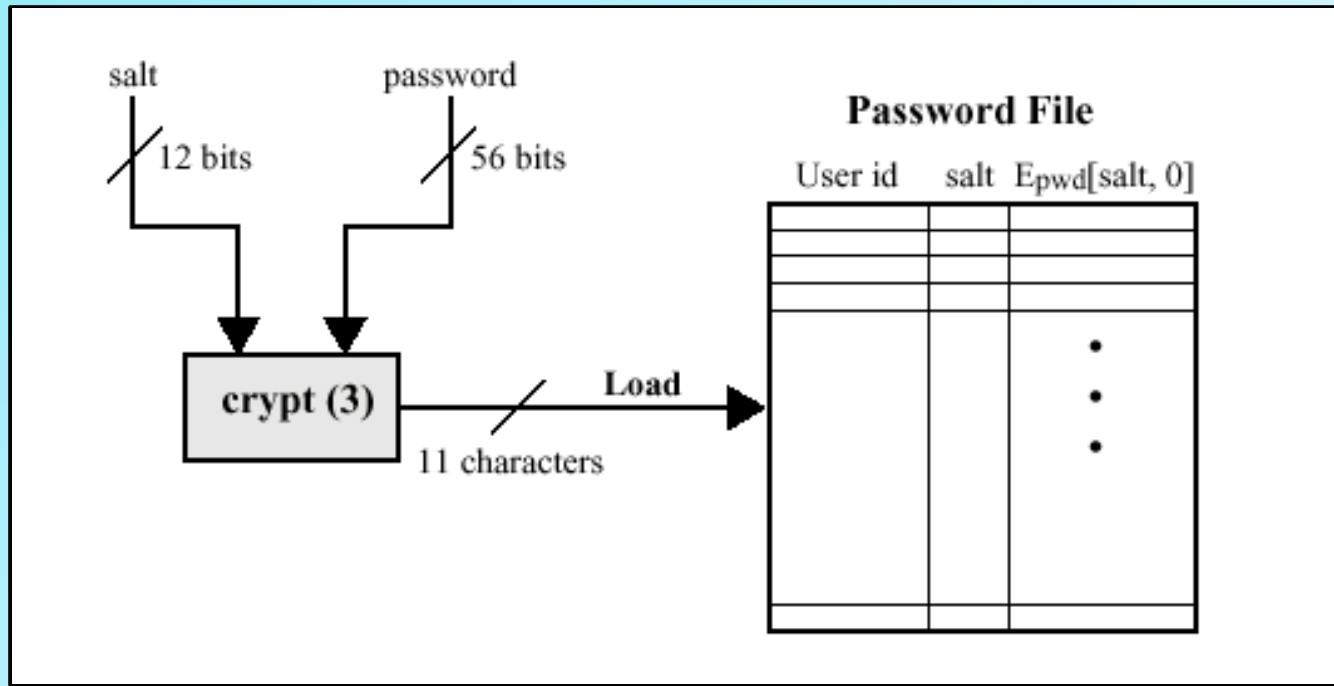 salt
password
12 bits
56 bits
Password File
User id salt Epwd[salt, 0]
crypt (3)
Load
11 characters